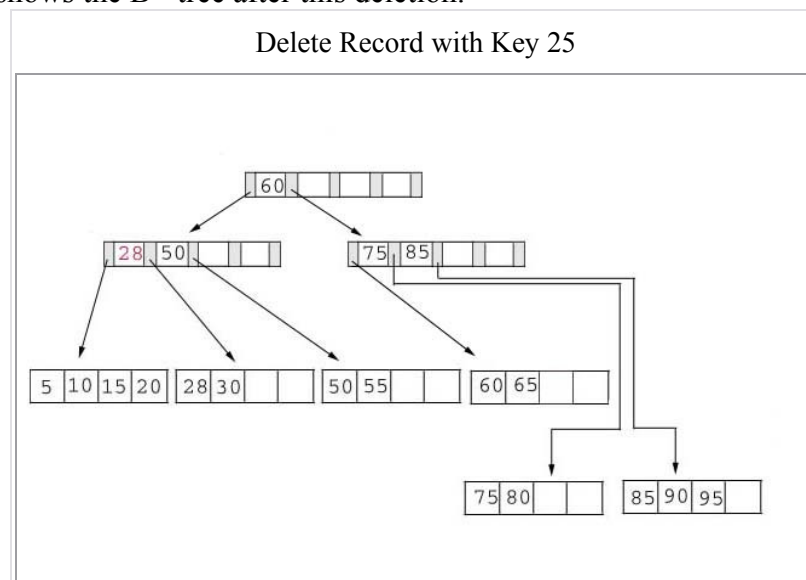 shows the B+ tree after this deletion.
Delete Record with Key 25
60
28 50 75 85
5 10 15 20 28 30 50 55 60 65
75 80 85 90 95